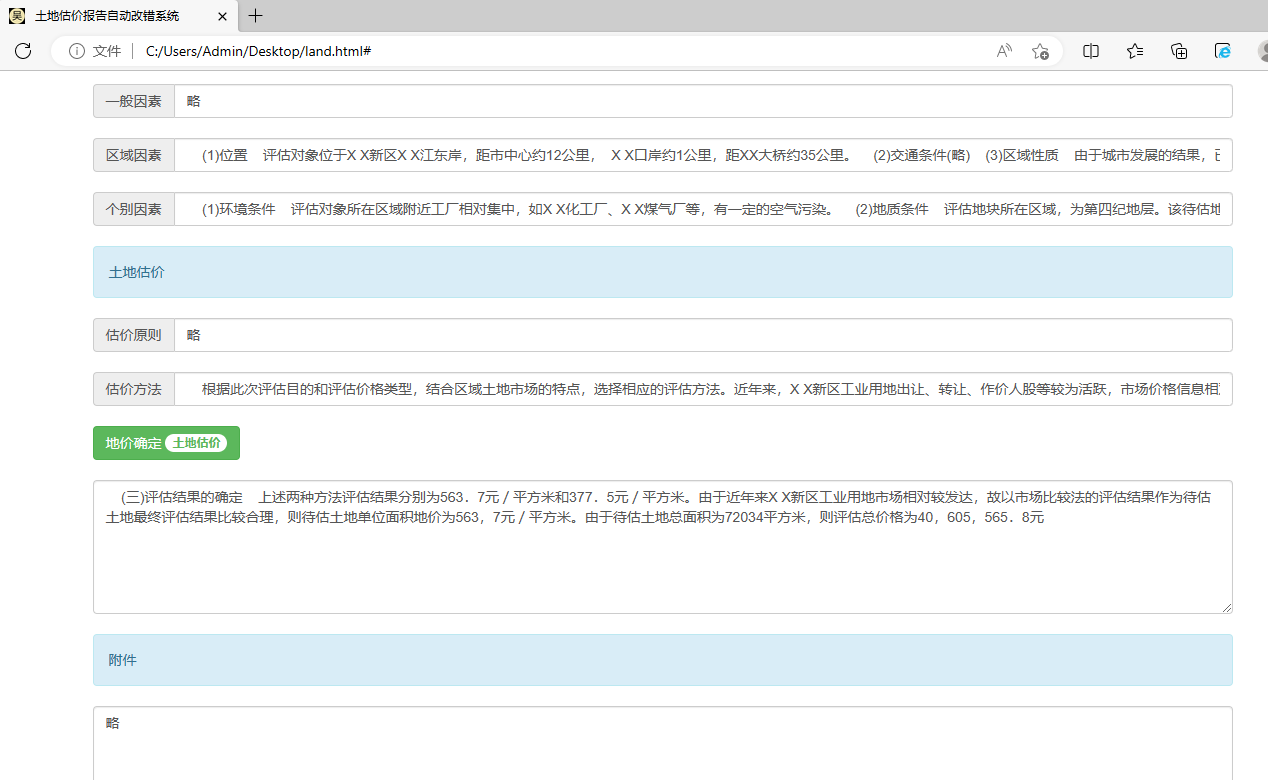 土地估价报告自动改错系统
文件 C:/Users/Admin/Desktop/land.html#
一般因素 略
区域因素 (1)位置 评估对象位于X X新区X X江东岸，距市中心约12公里， X X口岸约1公里，距XX大桥约35公里。 (2)交通条件(略) (3)区域性质 由于城市发展的结果，已
个别因素 (1)环境条件 评估对象所在区域附近工厂相对集中，如X X化工厂、X X煤气厂等，有一定的空气污染。 (2)地质条件 评估地块所在区域，为第四纪地层。该待估地
土地估价
估价原则 略
估价方法 根据此次评估目的和评估价格类型，结合区域土地市场的特点，选择相应的评估方法。近年来，X X新区工业用地出让、转让、作价人股等较为活跃，市场价格信息相
地价确定 土地估价
(三)评估结果的确定 上述两种方法评估结果分别为563．7元／平方米和377．5元／平方米。由于近年来X X新区工业用地市场相对较发达，故以市场比较法的评估结果作为待估
土地最终评估结果比较合理，则待估土地单位面积地价为563，7元／平方米。由于待估土地总面积为72034平方米，则评估总价格为40，605，565．8元
附件
略